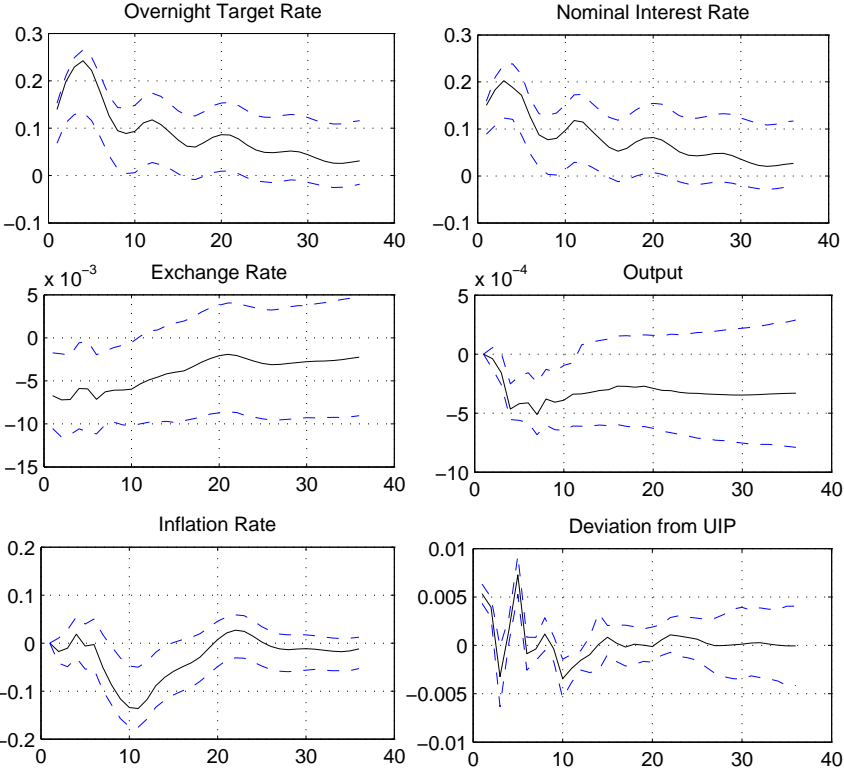 Overnight Target Rate
0.3
0.2
0.1
0
−0.1
0 10 20 30 40
Nominal Interest Rate
0.3
0.2
0.1
0
−0.1
0 10 20 30 40
Exchange Rate
x 10−3
5
0
−5
−10
−15
0 10 20 30 40
Output
x 10−4
5
0
−5
−10
0 10 20 30 40
Inflation Rate
0.2
0.1
0
−0.1
−0.2
0 10 20 30 40
Deviation from UIP
0.01
0.005
0
−0.005
−0.01
0 10 20 30 40